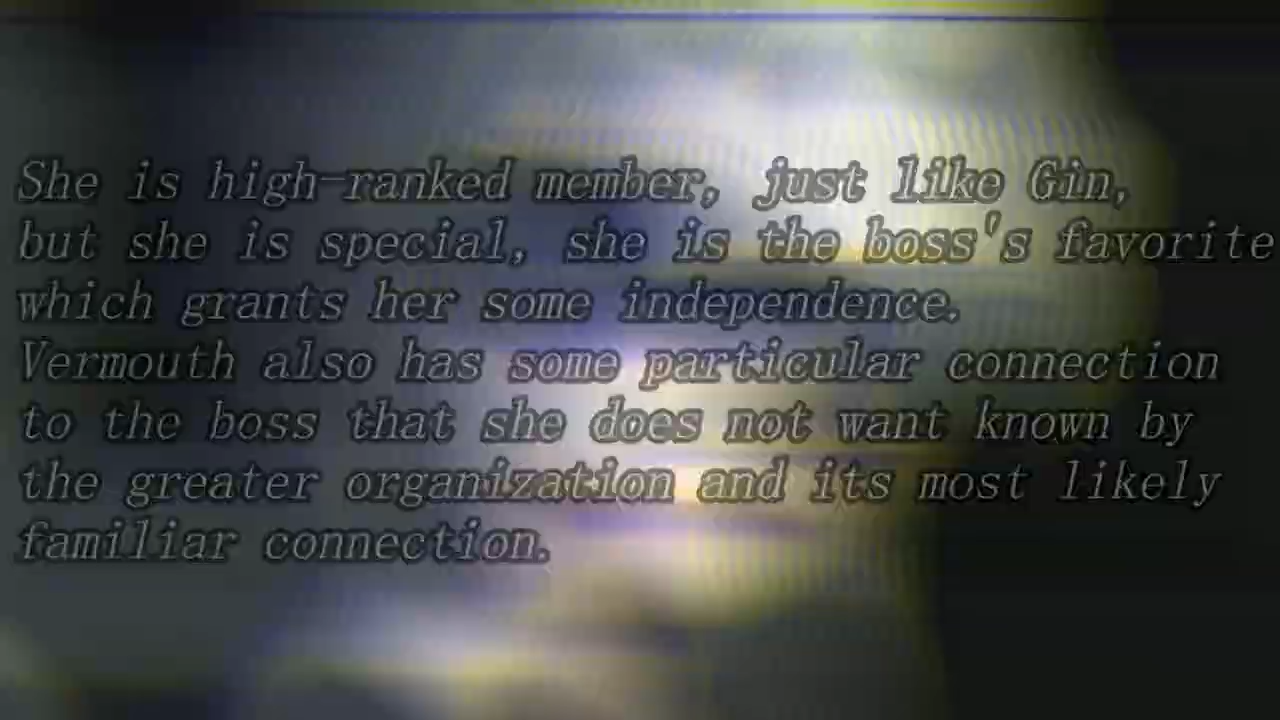 She is high-ranked member, just like Gin,
but she is special, she is the boss's favorite
which grants her some independence.
Vermouth also has some particular connection
to the boss that she does not want known by
the greater organization and its most likely
familiar connection.